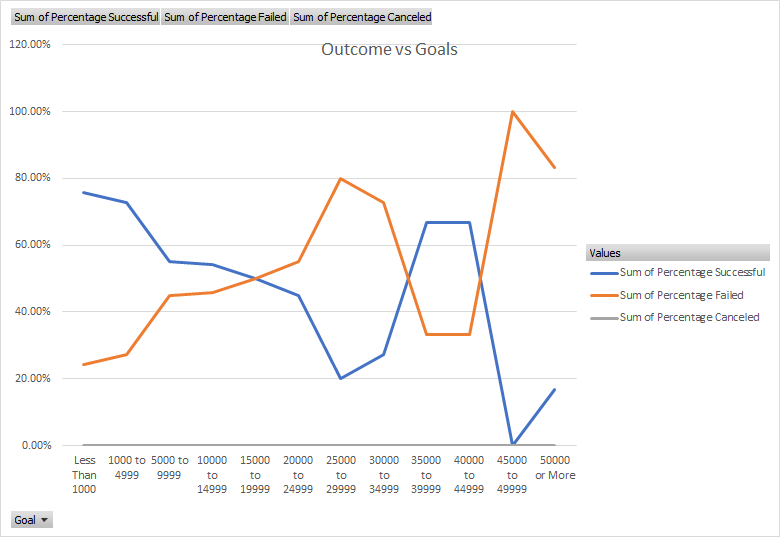 Sum of Percentage Successful Sum of Percentage Failed Sum of Percentage Canceled
Outcome vs Goals
120.00%
100.00%
80.00%
60.00%
40.00%
20.00%
0.00%
Less Than 1000
1000 to 4999
5000 to 9999
10000 to 14999
15000 to 19999
20000 to 24999
25000 to 29999
30000 to 34999
35000 to 39999
40000 to 44999
45000 to 49999
50000 or More
Values
Sum of Percentage Successful
Sum of Percentage Failed
Sum of Percentage Canceled
Goal